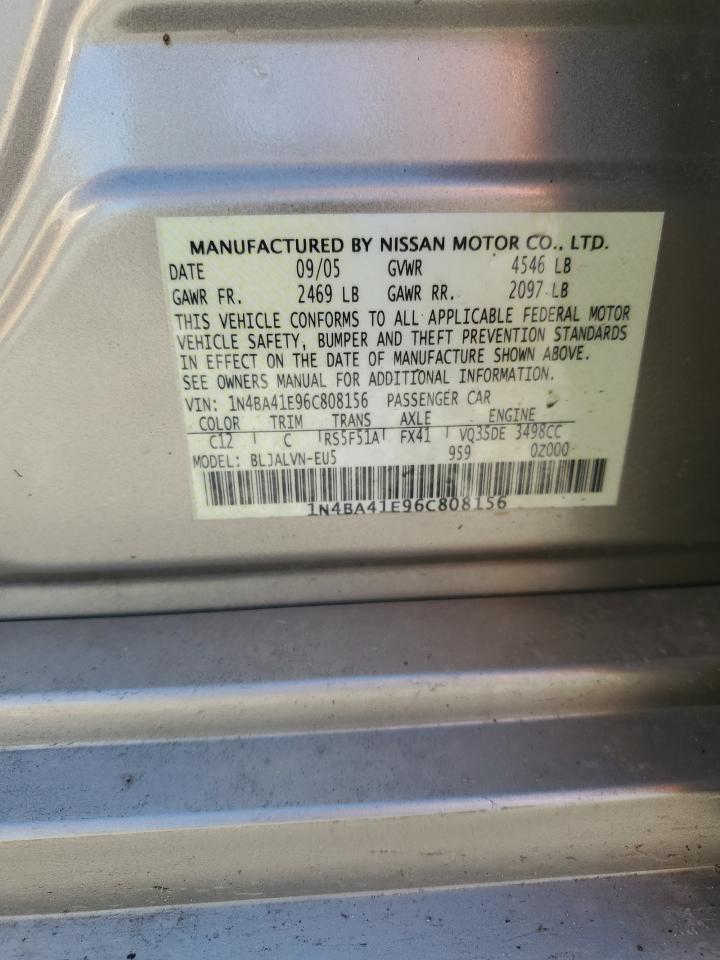 MANUFACTURED BY NISSAN MOTOR CO., LTD.
DATE 09/05 GVWR 4546 LB
GAWR FR. 2469 LB GAWR RR. 2097 LB
THIS VEHICLE CONFORMS TO ALL APPLICABLE FEDERAL MOTOR
VEHICLE SAFETY, BUMPER AND THEFT PREVENTION STANDARDS
IN EFFECT ON THE DATE OF MANUFACTURE SHOWN ABOVE.
SEE OWNERS MANUAL FOR ADDITIONAL INFORMATION.
VIN: 1N4BA41E96C808156 PASSENGER CAR
COLOR TRIM TRANS AXLE ENGINE
C12 C RS5F51A FX41 VQ35DE 3498CC
MODEL: BLJALVN-EU5 959 0Z000
1N4BA41E96C808156